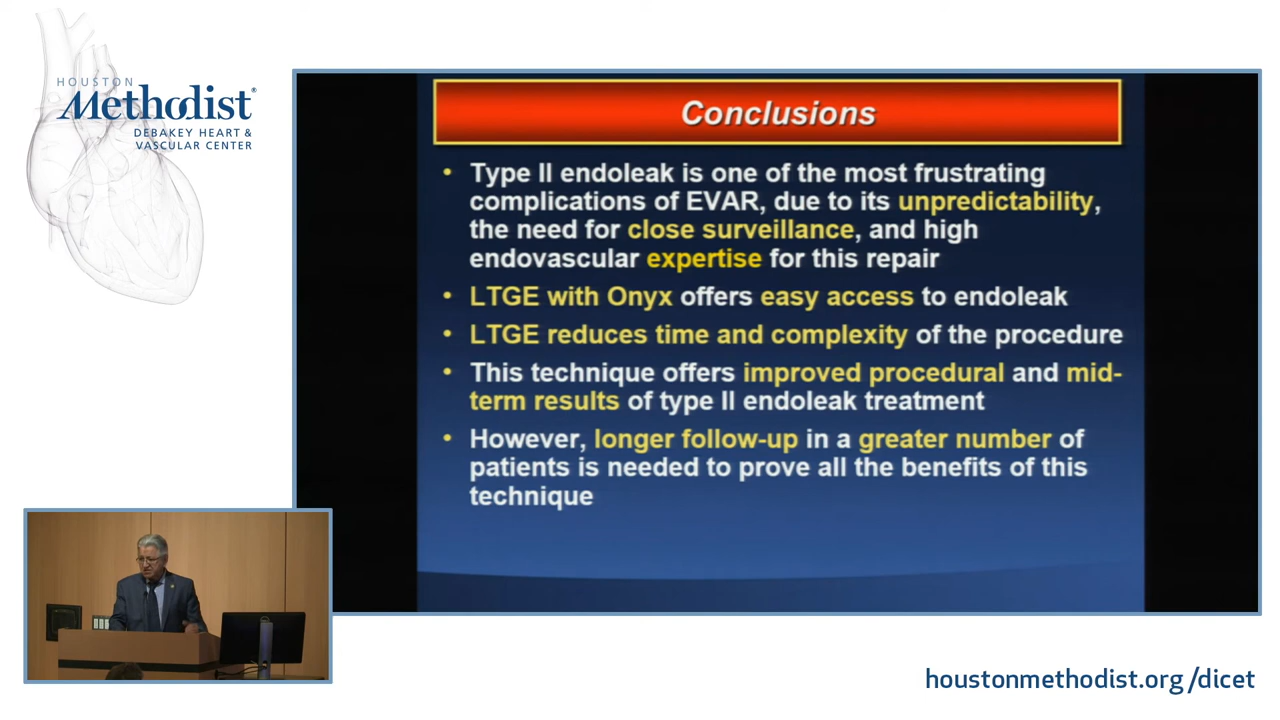 HOUSTON
Methodist®
DEBAKEY HEART &
VASCULAR CENTER
Conclusions
• Type II endoleak is one of the most frustrating
complications of EVAR, due to its unpredictability,
the need for close surveillance, and high
endovascular expertise for this repair
• LTGE with Onyx offers easy access to endoleak
• LTGE reduces time and complexity of the procedure
• This technique offers improved procedural and mid-
term results of type II endoleak treatment
• However, longer follow-up in a greater number of
patients is needed to prove all the benefits of this
technique
houstonmethodist.org/dicet